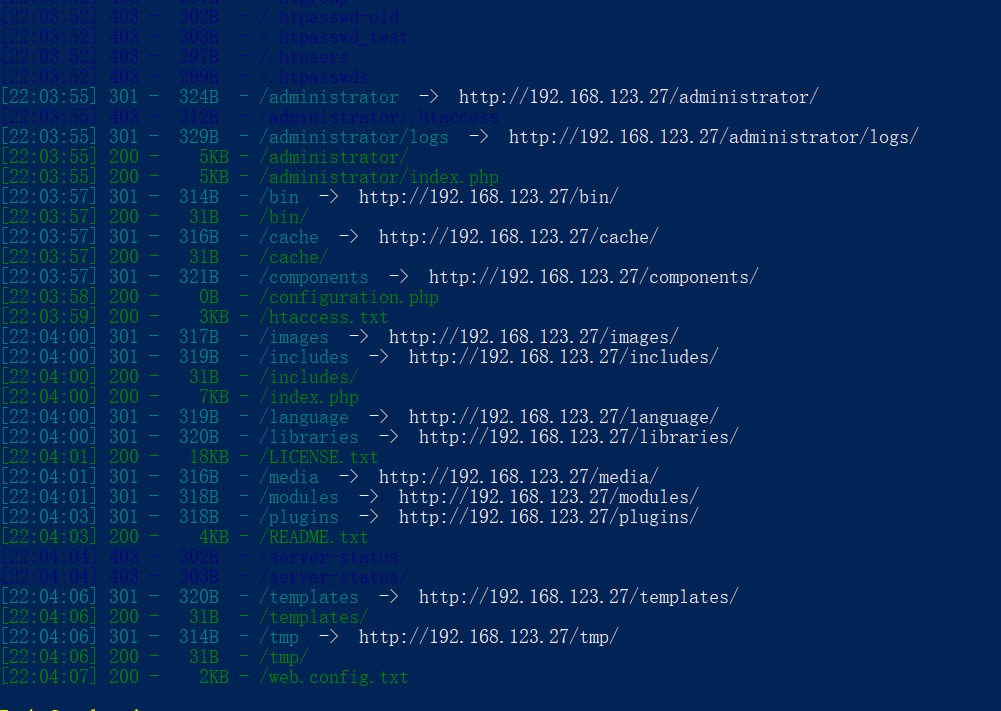 [22:03:52] 403 - 297B - /.htgroup
[22:03:52] 403 - 302B - /.htpasswd-old
[22:03:52] 403 - 303B - /.htpasswd_test
[22:03:52] 403 - 297B - /.htusers
[22:03:52] 403 - 299B - /.htpasswds
[22:03:55] 301 - 324B - /administrator -> http://192.168.123.27/administrator/
[22:03:55] 403 - 312B - /administrator/.htaccess
[22:03:55] 301 - 329B - /administrator/logs -> http://192.168.123.27/administrator/logs/
[22:03:55] 200 - 5KB - /administrator/
[22:03:55] 200 - 5KB - /administrator/index.php
[22:03:57] 301 - 314B - /bin -> http://192.168.123.27/bin/
[22:03:57] 200 - 31B - /bin/
[22:03:57] 301 - 316B - /cache -> http://192.168.123.27/cache/
[22:03:57] 200 - 31B - /cache/
[22:03:57] 301 - 321B - /components -> http://192.168.123.27/components/
[22:03:58] 200 - 0B - /configuration.php
[22:03:59] 200 - 3KB - /htaccess.txt
[22:04:00] 301 - 317B - /images -> http://192.168.123.27/images/
[22:04:00] 301 - 319B - /includes -> http://192.168.123.27/includes/
[22:04:00] 200 - 31B - /includes/
[22:04:00] 200 - 7KB - /index.php
[22:04:00] 301 - 319B - /language -> http://192.168.123.27/language/
[22:04:00] 301 - 320B - /libraries -> http://192.168.123.27/libraries/
[22:04:01] 200 - 18KB - /LICENSE.txt
[22:04:01] 301 - 316B - /media -> http://192.168.123.27/media/
[22:04:01] 301 - 318B - /modules -> http://192.168.123.27/modules/
[22:04:03] 301 - 318B - /plugins -> http://192.168.123.27/plugins/
[22:04:03] 200 - 4KB - /README.txt
[22:04:04] 403 - 302B - /server-status
[22:04:04] 403 - 303B - /server-status/
[22:04:06] 301 - 320B - /templates -> http://192.168.123.27/templates/
[22:04:06] 200 - 31B - /templates/
[22:04:06] 301 - 314B - /tmp -> http://192.168.123.27/tmp/
[22:04:06] 200 - 31B - /tmp/
[22:04:07] 200 - 2KB - /web.config.txt